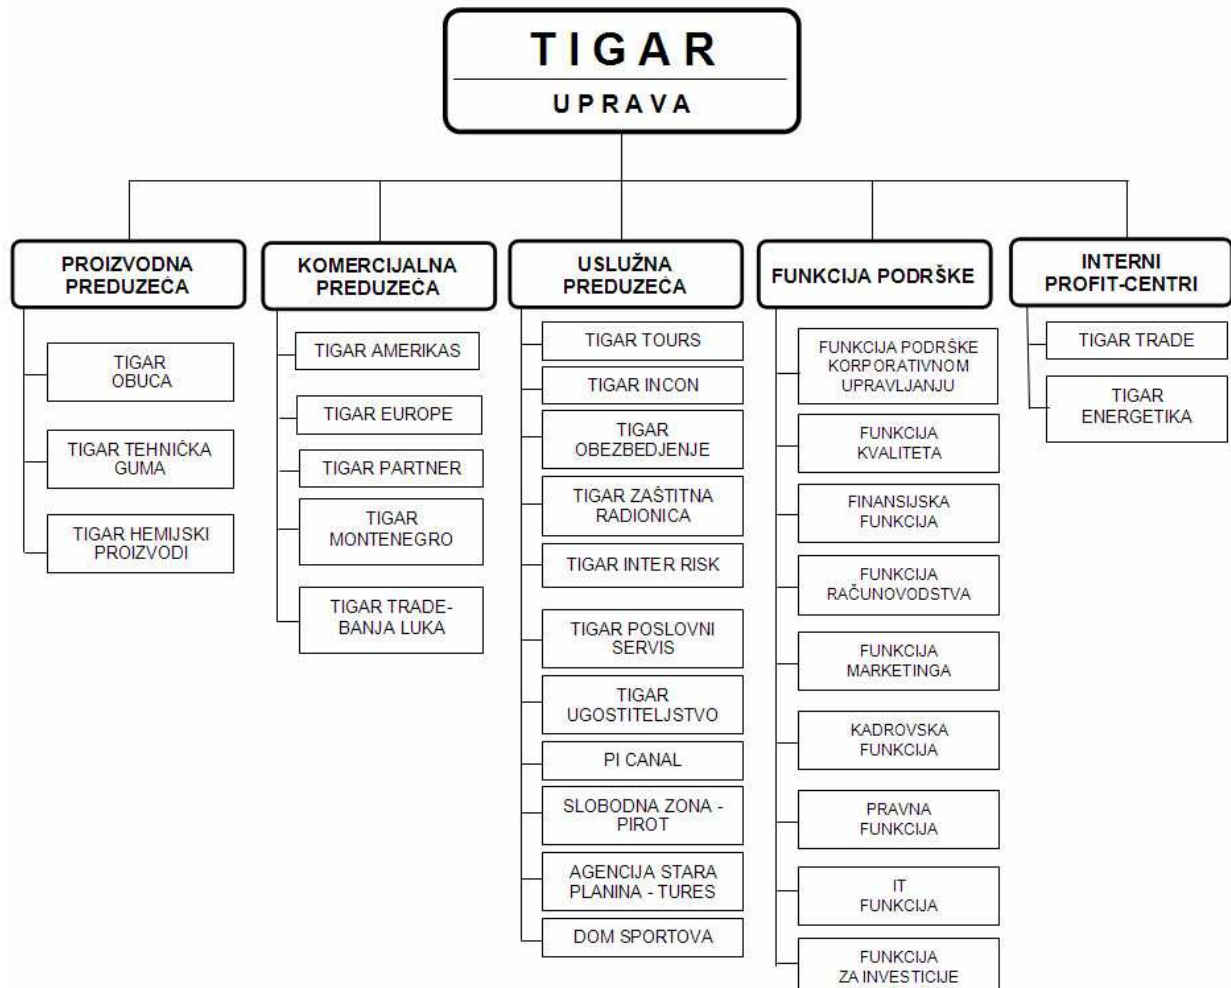 TIGAR
UPRAVA
PROIZVODNA
PREDUZEĆA
TIGAR
OBUCA
TIGAR TEHNIČKA
GUMA
TIGAR HEMIJSKI
PROIZVODI
KOMERCIJALNA
PREDUZEĆA
TIGAR AMERIKAS
TIGAR EUROPE
TIGAR PARTNER
TIGAR
MONTENEGRO
TIGAR TRADE-
BANJA LUKA
USLUŽNA
PREDUZEĆA
TIGAR TOURS
TIGAR INCON
TIGAR
OBEZBEDJENJE
TIGAR ZAŠTITNA
RADIONICA
TIGAR INTER RISK
TIGAR POSLOVNI
SERVIS
TIGAR
UGOSTITELJSTVO
PI CANAL
SLOBODNA ZONA -
PIROT
AGENCIJA STARA
PLANINA - TURES
DOM SPORTOVA
FUNKCIJA PODRŠKE
FUNKCIJA PODRŠKE
KORPORATIVNOM
UPRAVLJANJU
FUNKCIJA
KVALITETA
FINANSIJSKA
FUNKCIJA
FUNKCIJA
RAČUNOVODSTVA
FUNKCIJA
MARKETINGA
KADROVSKA
FUNKCIJA
PRAVNA
FUNKCIJA
IT
FUNKCIJA
FUNKCIJA
ZA INVESTICIJE
INTERNI
PROFIT-CENTRI
TIGAR TRADE
TIGAR
ENERGETIKA